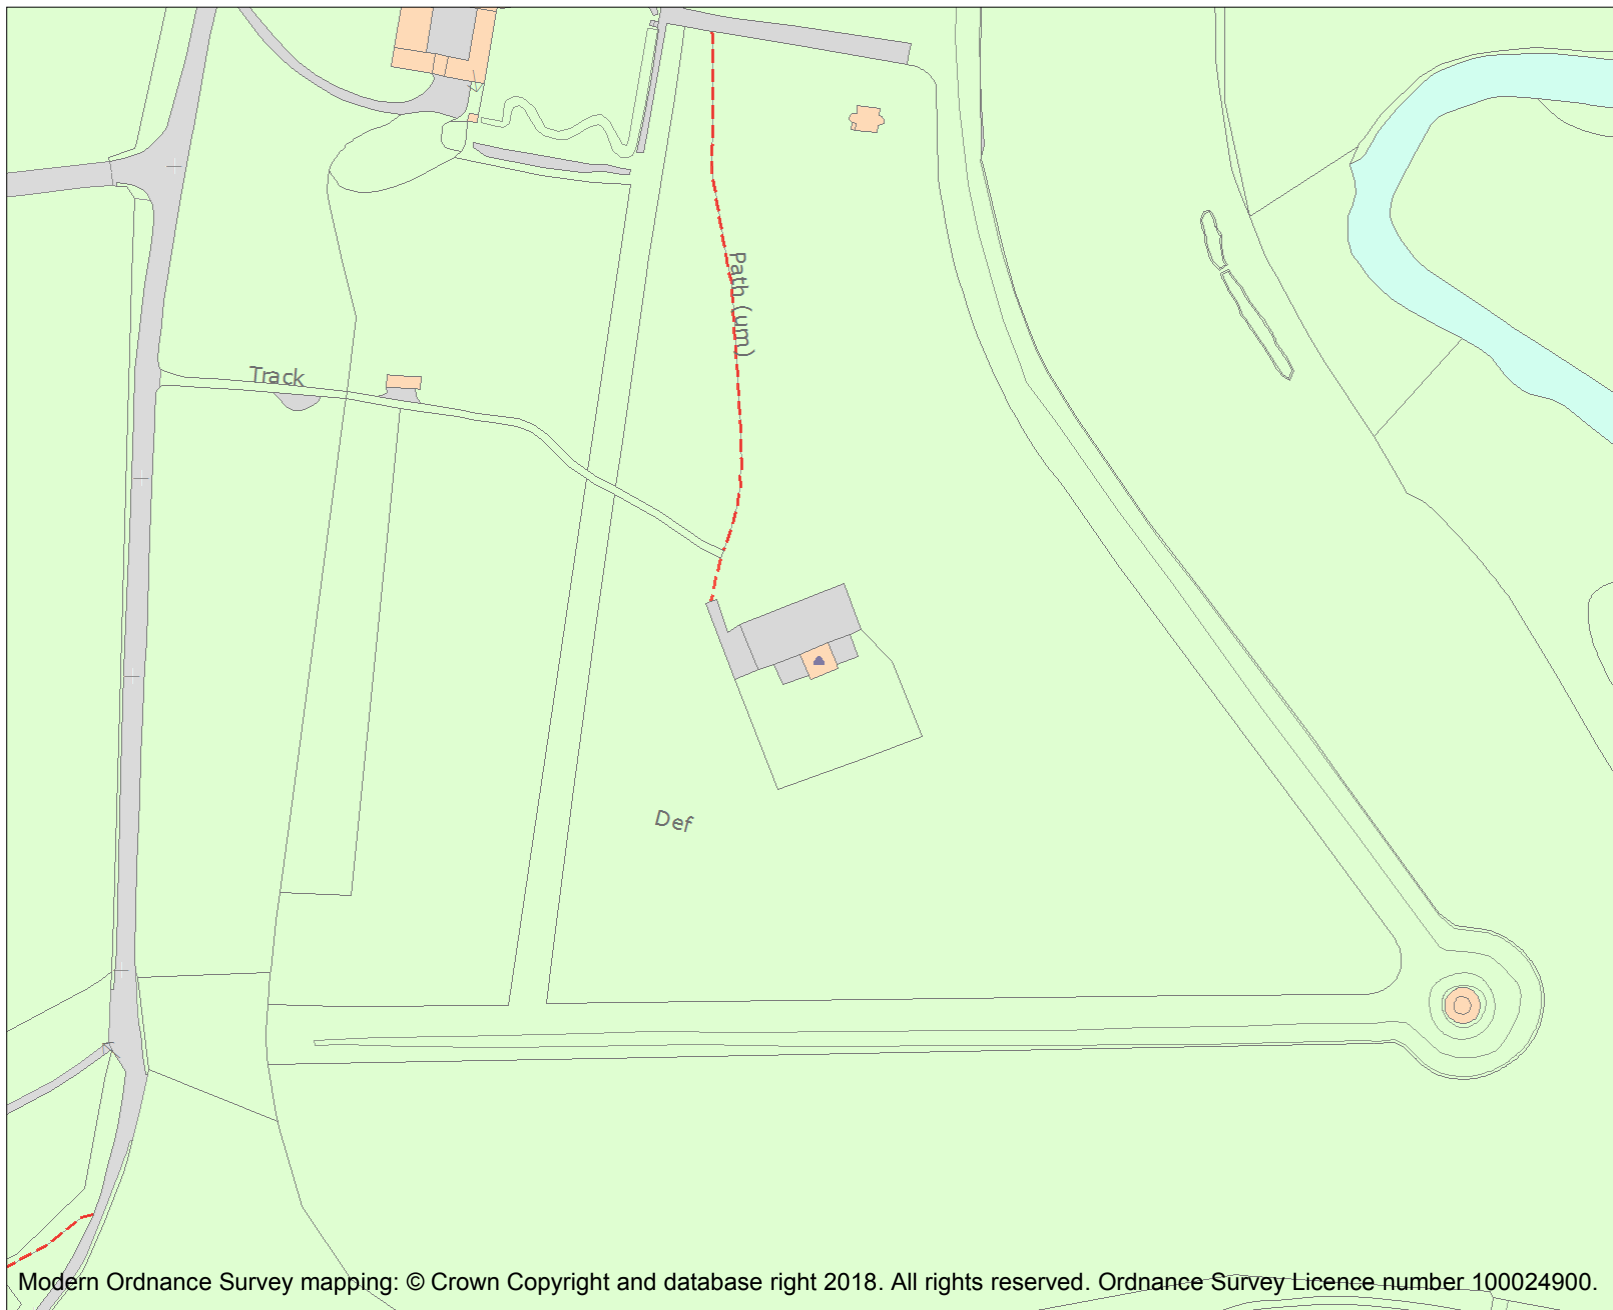 Path (um)
Track
Def
Modern Ordnance Survey mapping: © Crown Copyright and database right 2018. All rights reserved. Ordnance Survey Licence number 100024900.